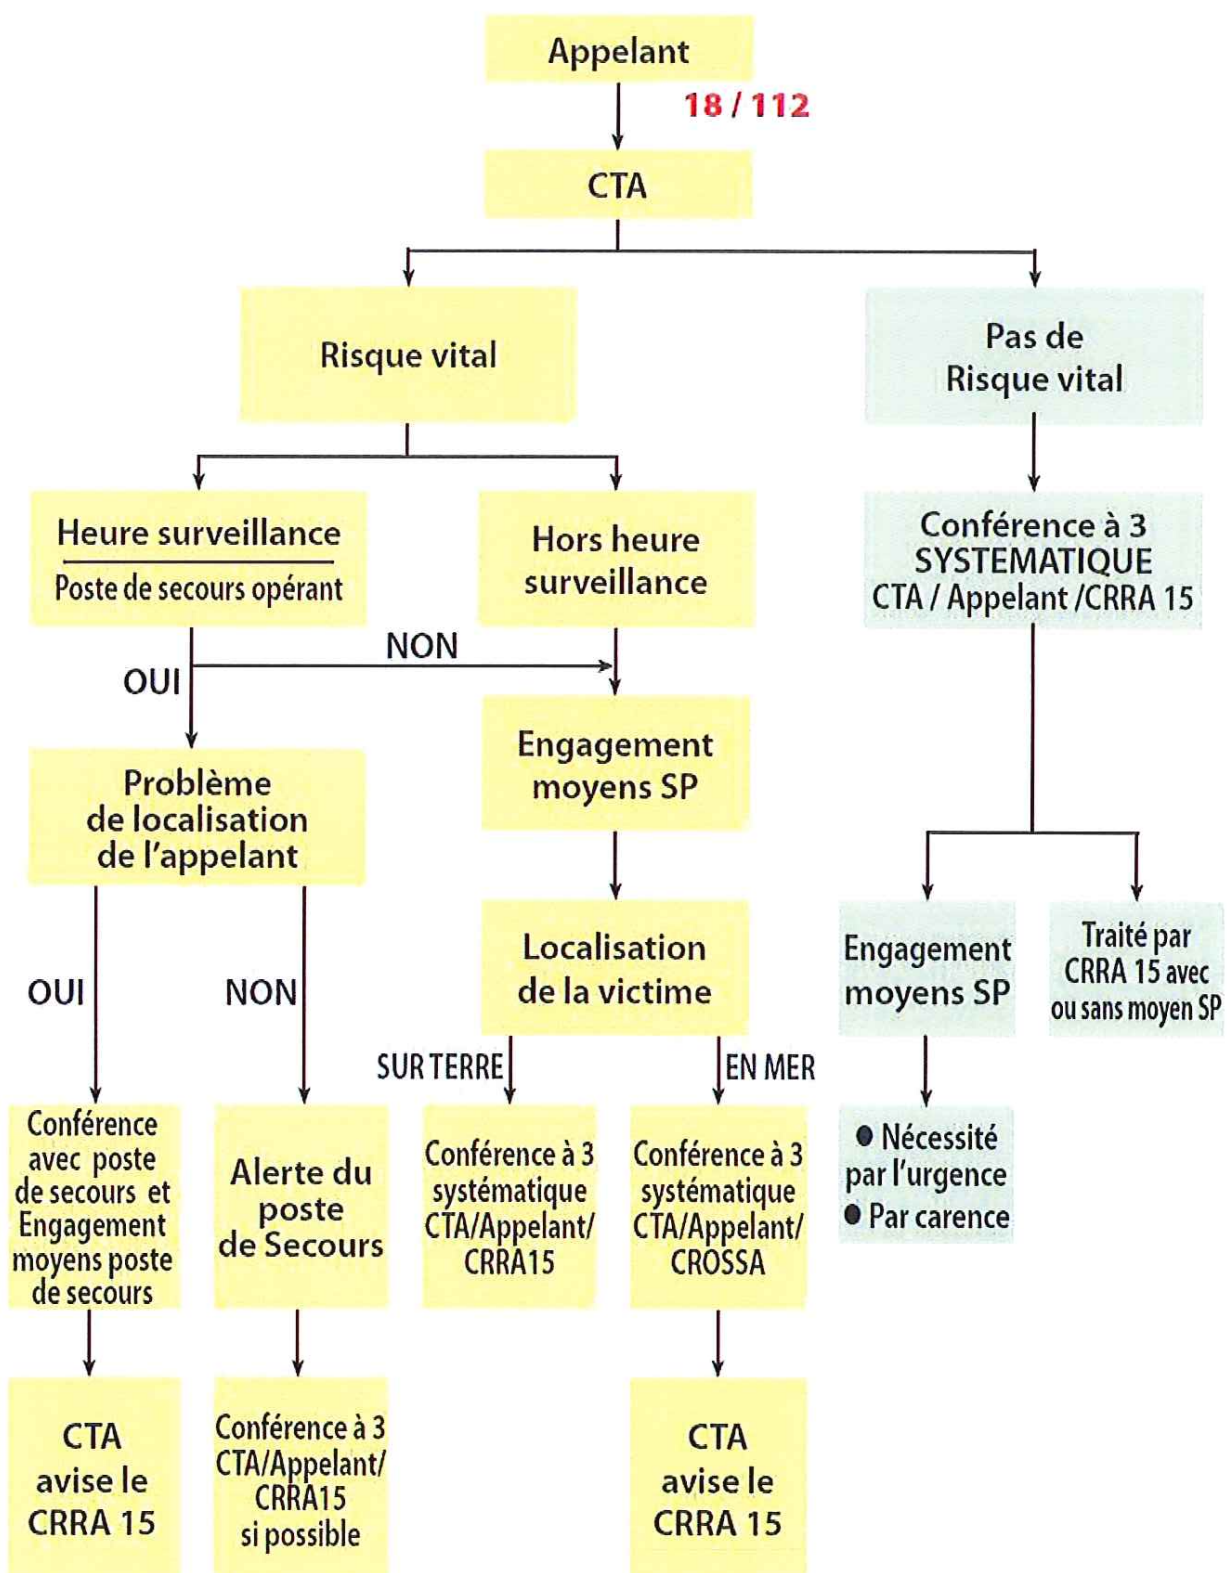 Appelant
18 / 112
CTA
Risque vital
Pas de
Risque vital
Heure surveillance
Poste de secours opérant
Hors heure
surveillance
Conférence à 3
SYSTEMATIQUE
CTA / Appelant /CRRA 15
NON
OUI
Problème
de localisation
de l'appelant
Engagement
moyens SP
OUI
NON
Localisation
de la victime
Engagement
moyens SP
Traité par
CRRA 15 avec
ou sans moyen SP
SUR TERRE
EN MER
Conférence
avec poste
de secours et
Engagement
moyens poste
de secours
Alerte du
poste
de Secours
Conférence à 3
systématique
CTA/Appelant/
CRRA15
Conférence à 3
systématique
CTA/Appelant/
CROSSA
● Nécessité
par l'urgence
● Par carence
CTA
avise le
CRRA 15
Conférence à 3
CTA/Appelant/
CRRA15
si possible
CTA
avise le
CRRA 15